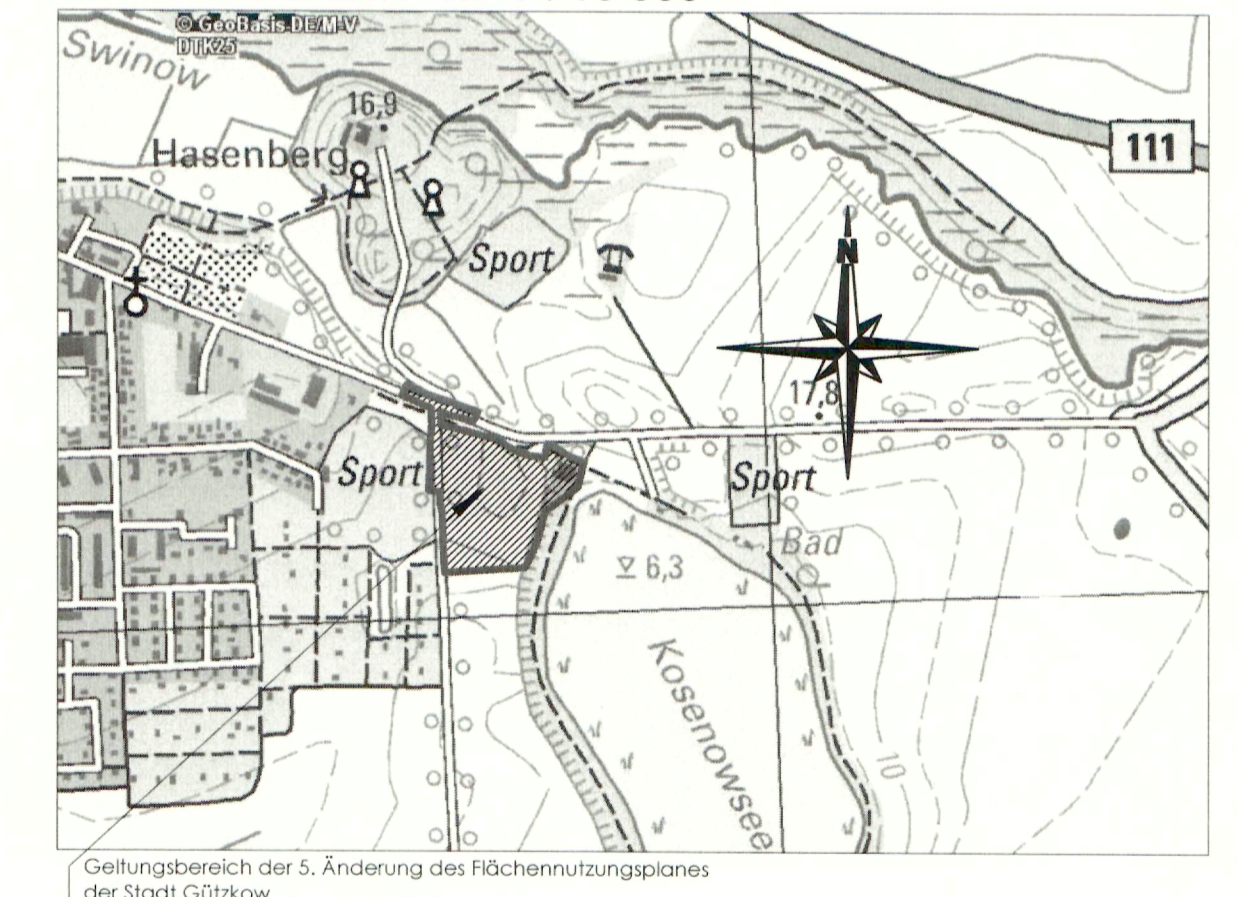 © GeoBasis-DE/M-V
DTK25
Swinow
16,9
Hasenberg
111
Sport
N
17,8
Sport
Sport
Bad
6,3
Kosenowsee
10
Geltungsbereich der 5. Änderung des Flächennutzungsplanes
der Stadt Gützkow